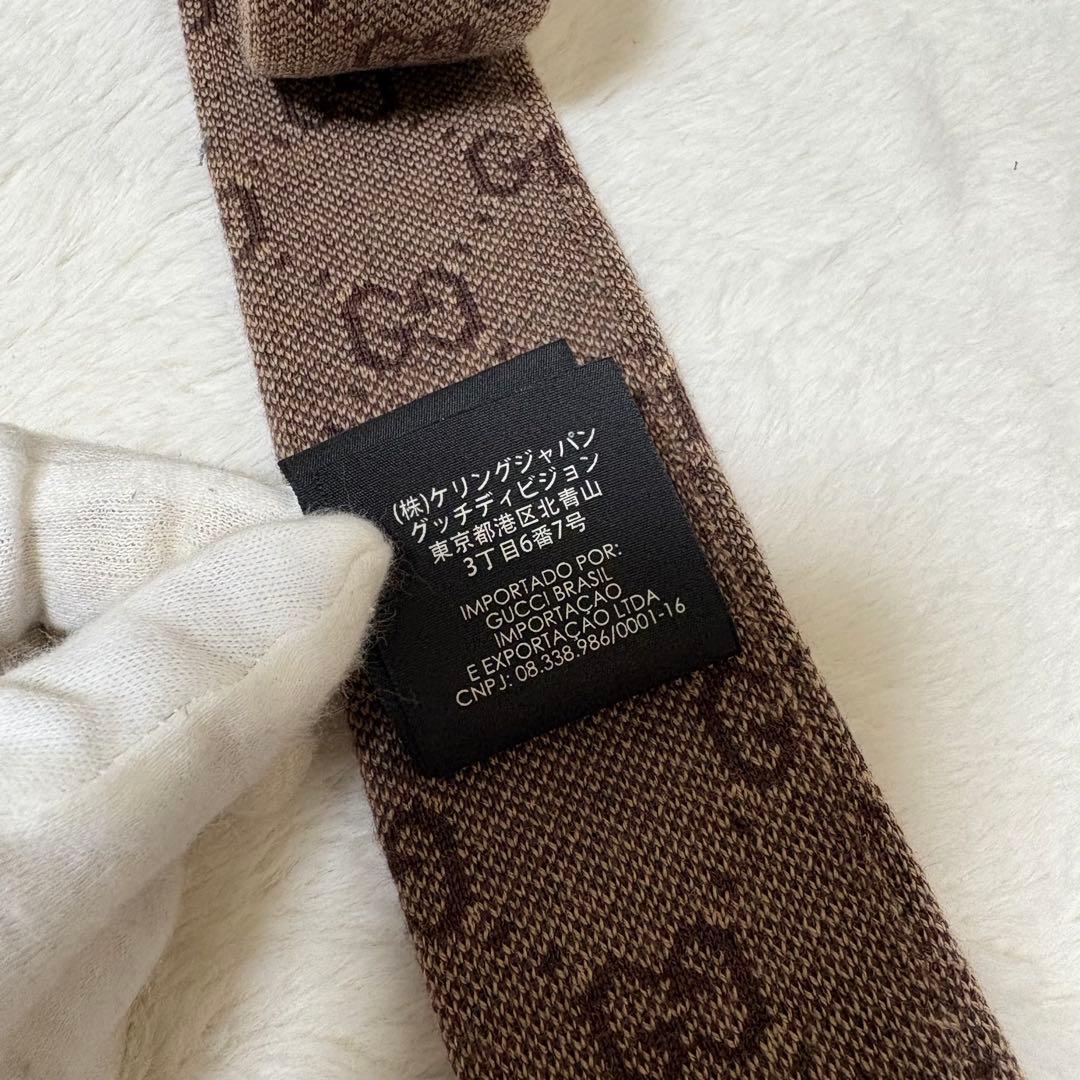 (株)ケリングジャパン
グッチディビジョン
東京都港区北青山
3丁目6番7号
IMPORTADO POR:
GUCCI BRASIL
IMPORTAÇAO
E EXPORTAÇAO LTDA
CNPJ: 08.338.986/0001-16